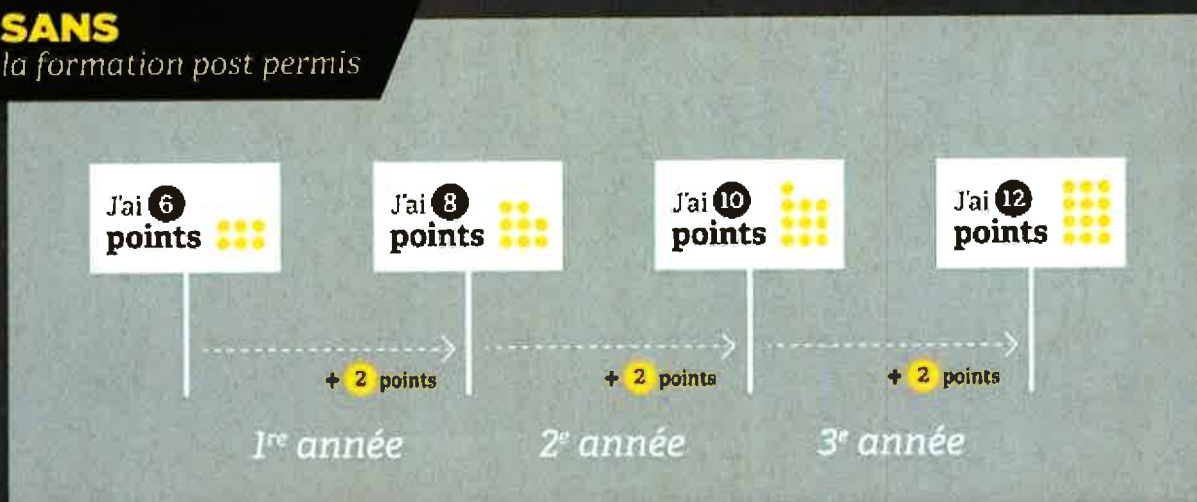 SANS
la formation post permis
J'ai 6
points
J'ai 8
points
J'ai 10
points
J'ai 12
points
+ 2 points
+ 2 points
+ 2 points
1re année
2e année
3e année